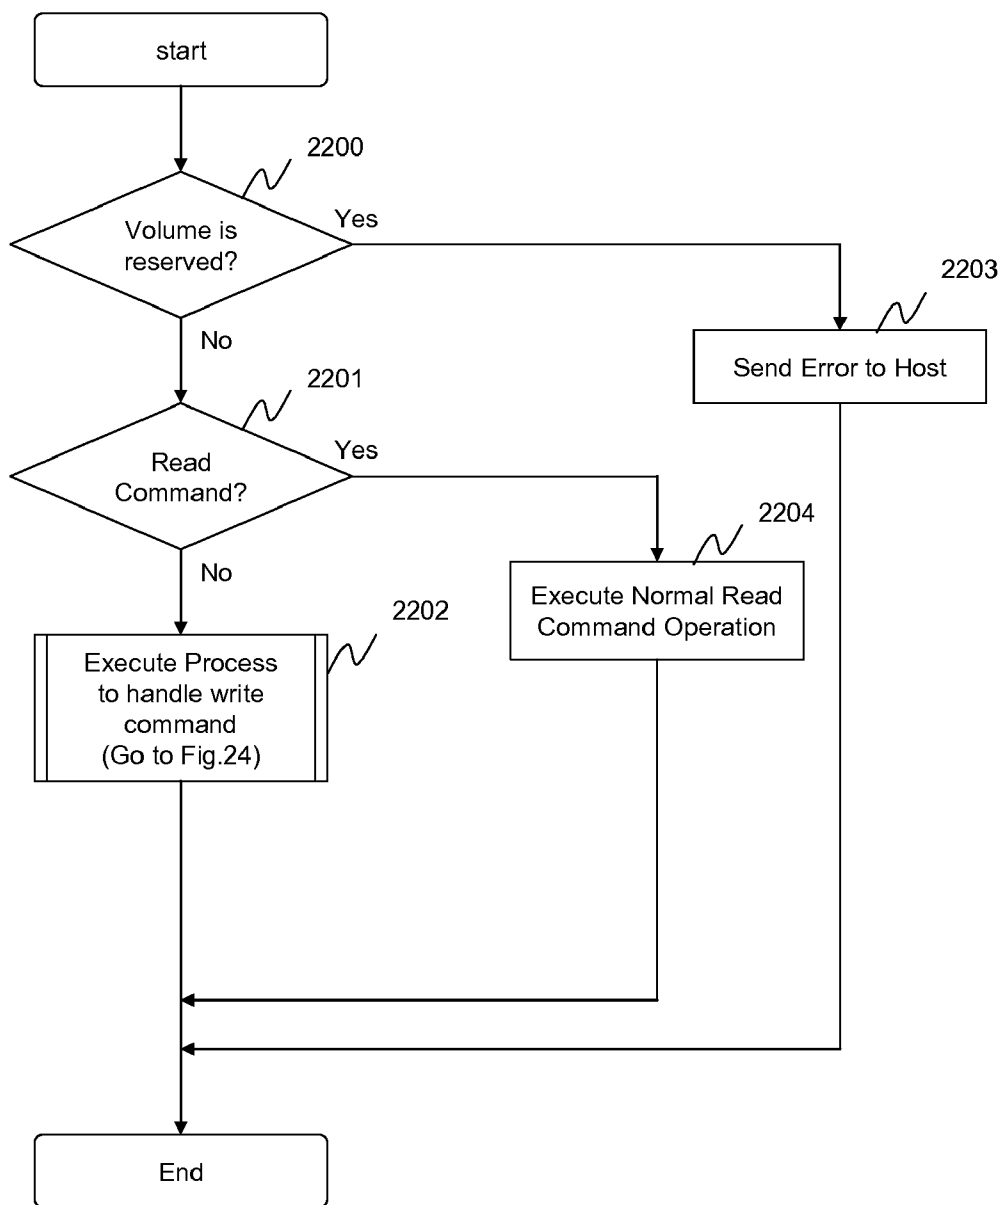 start
2200
Volume is
reserved?
Yes
No
2203
Send Error to Host
2201
Read
Command?
Yes
No
2204
Execute Normal Read
Command Operation
2202
Execute Process
to handle write
command
(Go to Fig.24)
End